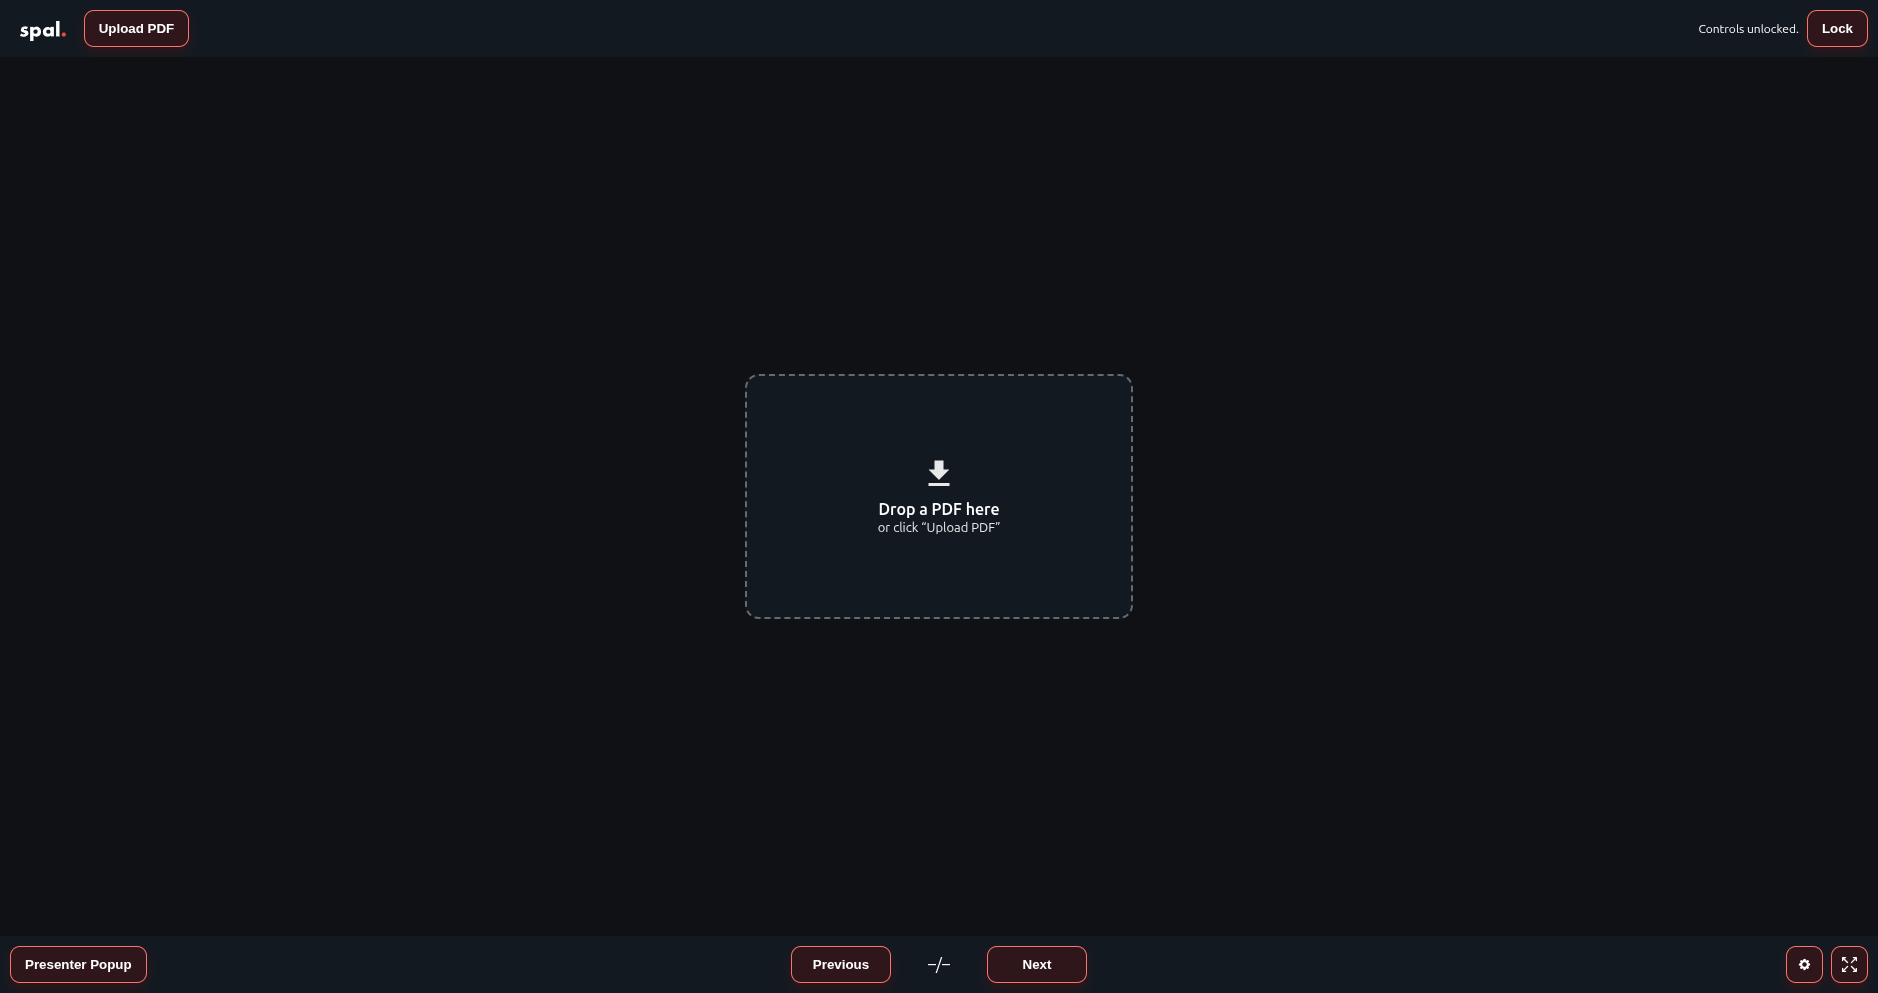 spal.
Upload PDF
Controls unlocked.
Lock
Drop a PDF here
or click “Upload PDF”
Presenter Popup
Previous
–/–
Next